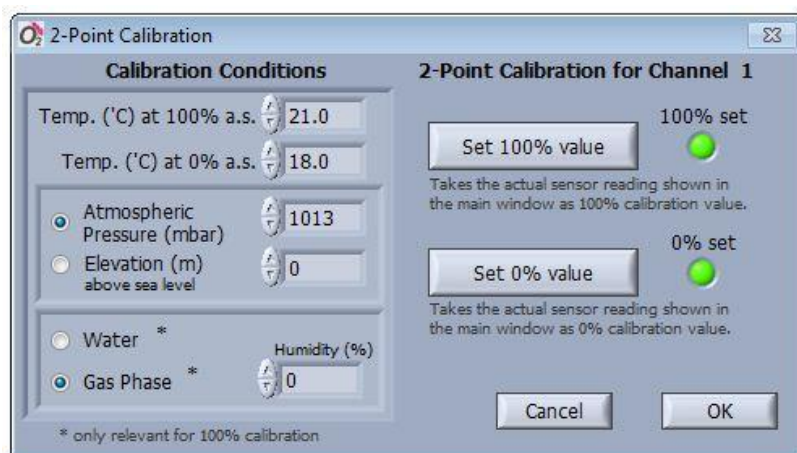 O2 2-Point Calibration
Calibration Conditions
Temp. ('C) at 100% a.s. 21.0
Temp. ('C) at 0% a.s. 18.0
Atmospheric
Pressure (mbar) 1013
Elevation (m) 0
above sea level
Water *
Humidity (%)
Gas Phase * 0
* only relevant for 100% calibration
2-Point Calibration for Channel 1
100% set
Set 100% value
Takes the actual sensor reading shown in
the main window as 100% calibration value.
0% set
Set 0% value
Takes the actual sensor reading shown in
the main window as 0% calibration value.
Cancel OK